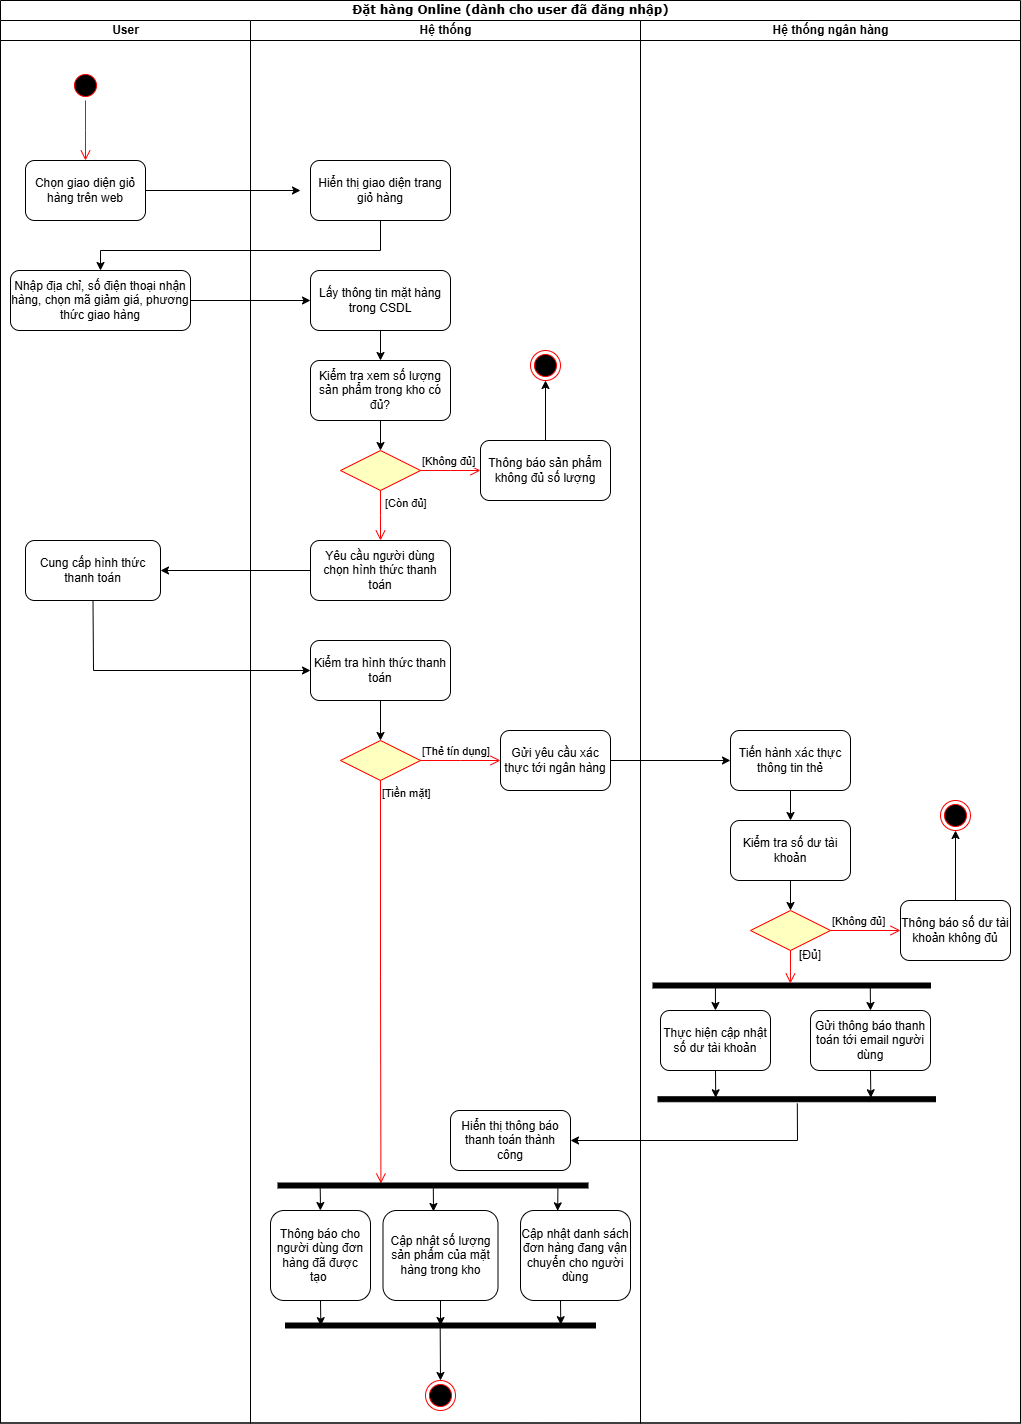 Đặt hàng Online (dành cho user đã đăng nhập)
User
Hệ thống
Hệ thống ngân hàng
Chọn giao diện giỏ
hàng trên web
Hiển thị giao diện trang
giỏ hàng
Nhập địa chỉ, số điện thoại nhận
hàng, chọn mã giảm giá, phương
thức giao hàng
Lấy thông tin mặt hàng
trong CSDL
Kiểm tra xem số lượng
sản phẩm trong kho có
đủ?
[Không đủ]
Thông báo sản phẩm
không đủ số lượng
[Còn đủ]
Yêu cầu người dùng
chọn hình thức thanh
toán
Cung cấp hình thức
thanh toán
Kiểm tra hình thức thanh
toán
[Thẻ tín dụng]
Gửi yêu cầu xác
thực tới ngân hàng
Tiến hành xác thực
thông tin thẻ
[Tiền mặt]
Kiểm tra số dư tài
khoản
[Không đủ]
Thông báo số dư tài
khoản không đủ
[Đủ]
Thực hiện cập nhật
số dư tài khoản
Gửi thông báo thanh
toán tới email người
dùng
Hiển thị thông báo
thanh toán thành
công
Thông báo cho
người dùng đơn
hàng đã được
tạo
Cập nhật số lượng
sản phẩm của mặt
hàng trong kho
Cập nhật danh sách
đơn hàng đang vận
chuyển cho người
dùng